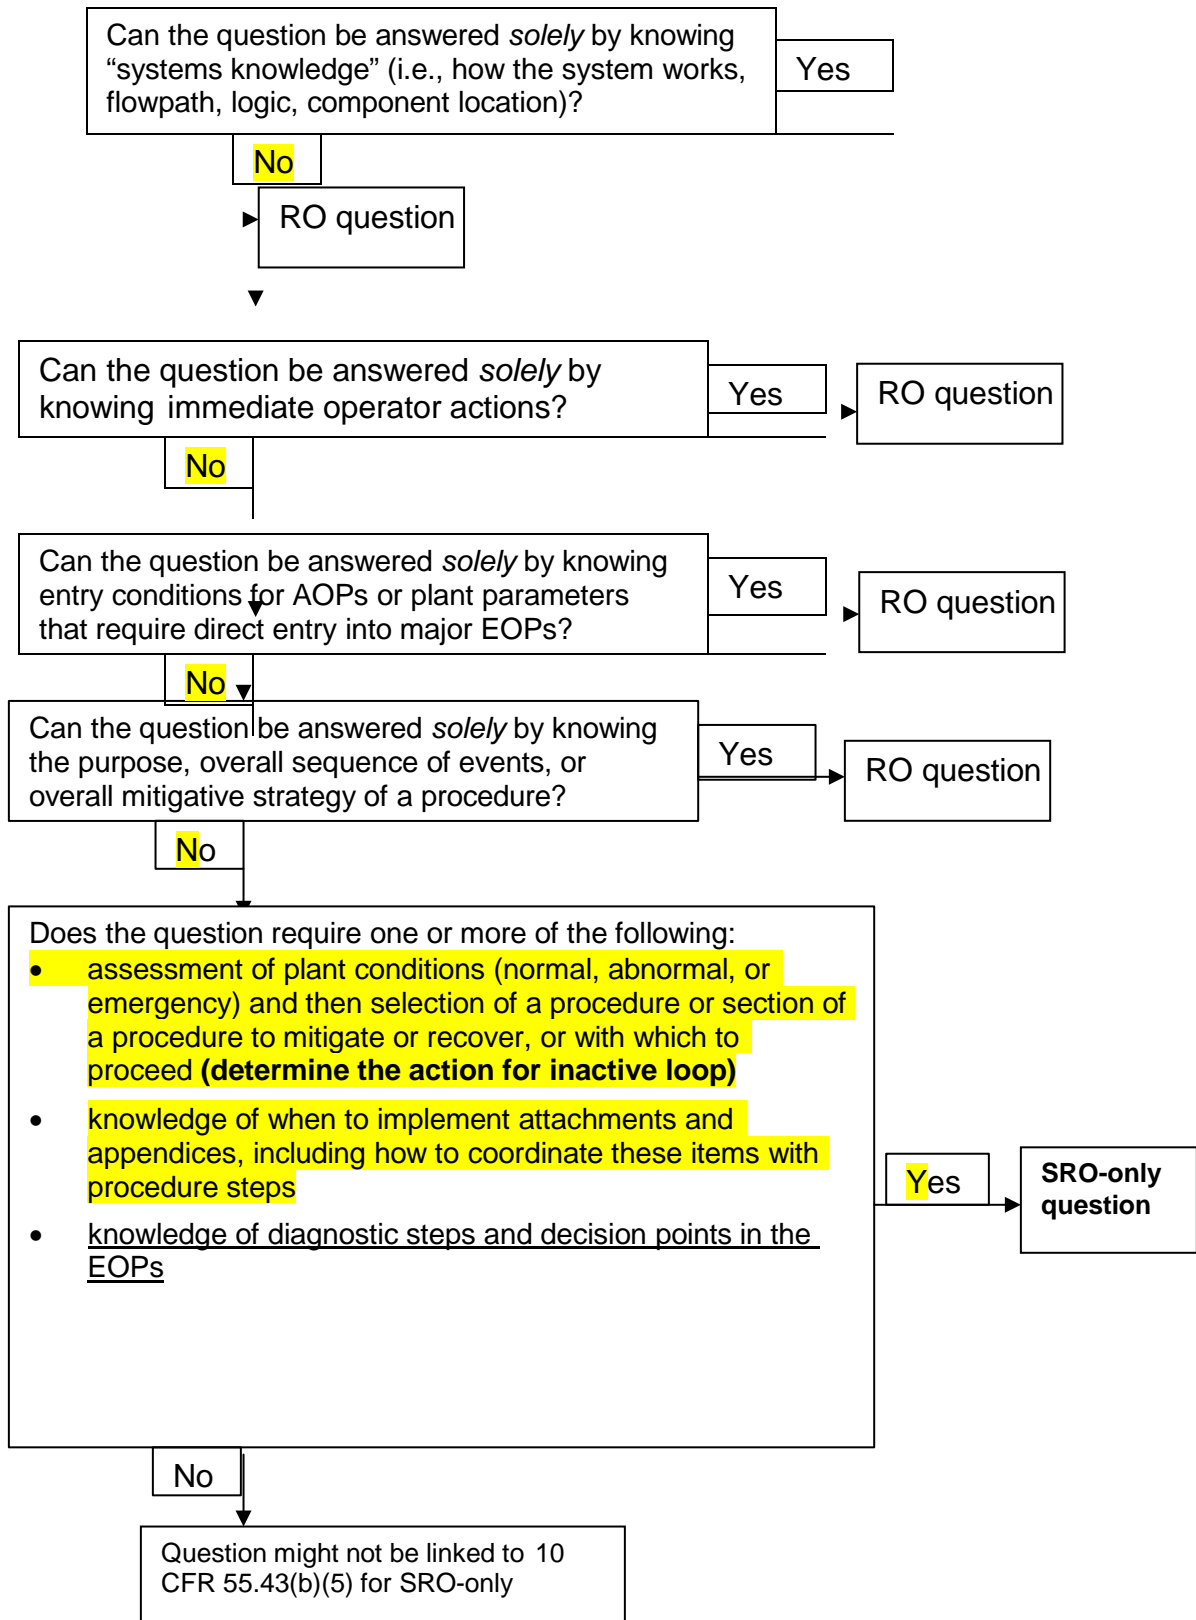 Can the question be answered solely by knowing
“systems knowledge” (i.e., how the system works,
flowpath, logic, component location)?
Yes
No
RO question
Can the question be answered solely by
knowing immediate operator actions?
Yes
RO question
No
Can the question be answered solely by knowing
entry conditions for AOPs or plant parameters
that require direct entry into major EOPs?
Yes
RO question
No
Can the question be answered solely by knowing
the purpose, overall sequence of events, or
overall mitigative strategy of a procedure?
Yes
RO question
No
Does the question require one or more of the following:
• assessment of plant conditions (normal, abnormal, or
emergency) and then selection of a procedure or section of
a procedure to mitigate or recover, or with which to
proceed (determine the action for inactive loop)
• knowledge of when to implement attachments and
appendices, including how to coordinate these items with
procedure steps
• knowledge of diagnostic steps and decision points in the
EOPs
Yes
SRO-only
question
No
Question might not be linked to 10
CFR 55.43(b)(5) for SRO-only